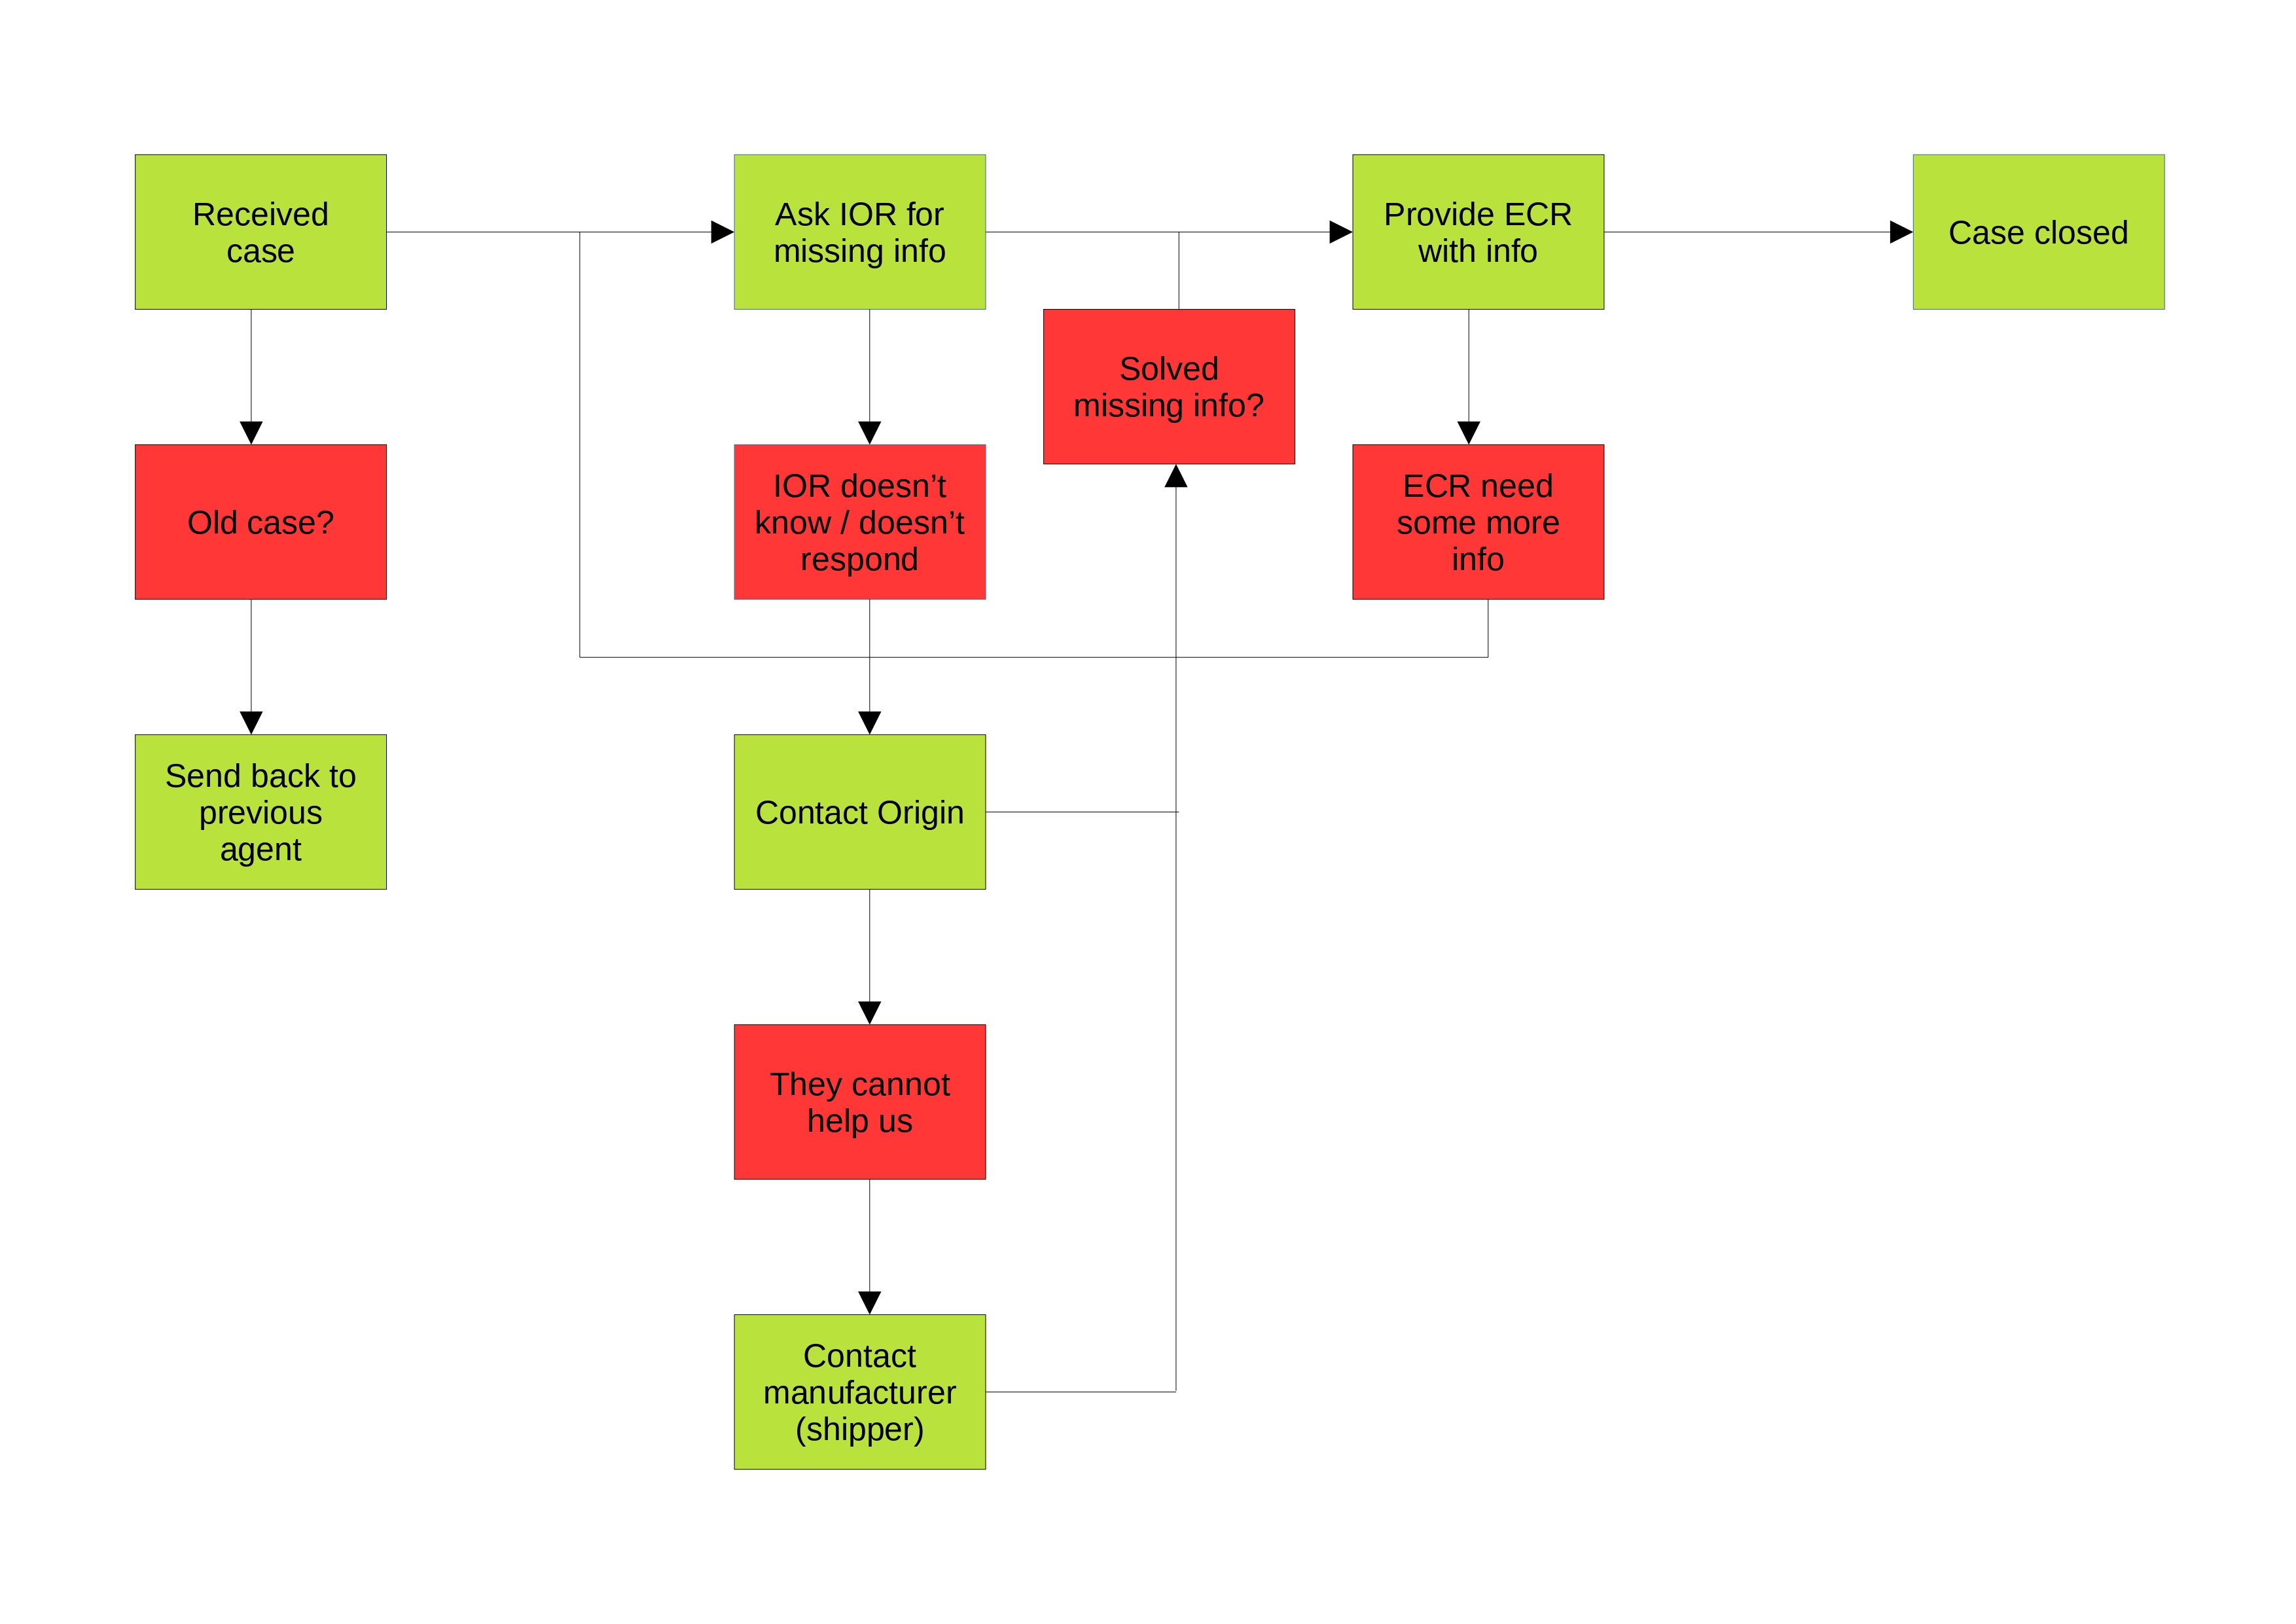 Received
case
Ask IOR for
missing info
Provide ECR
with info
Case closed
Solved
missing info?
Old case?
IOR doesn’t
know / doesn’t
respond
ECR need
some more
info
Send back to
previous
agent
Contact Origin
They cannot
help us
Contact
manufacturer
(shipper)